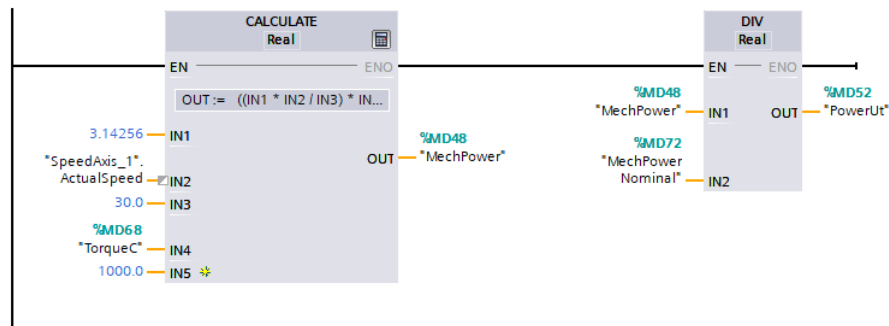 CALCULATE
Real
EN
ENO
OUT := ((IN1 * IN2 / IN3) * IN...
3.14256
IN1
"SpeedAxis_1".
ActualSpeed
IN2
30.0
IN3
%MD68
"TorqueC"
IN4
1000.0
IN5
%MD48
OUT
"MechPower"
DIV
Real
EN
ENO
%MD48
"MechPower"
IN1
%MD72
"MechPower
Nominal"
IN2
%MD52
OUT
"PowerUt"